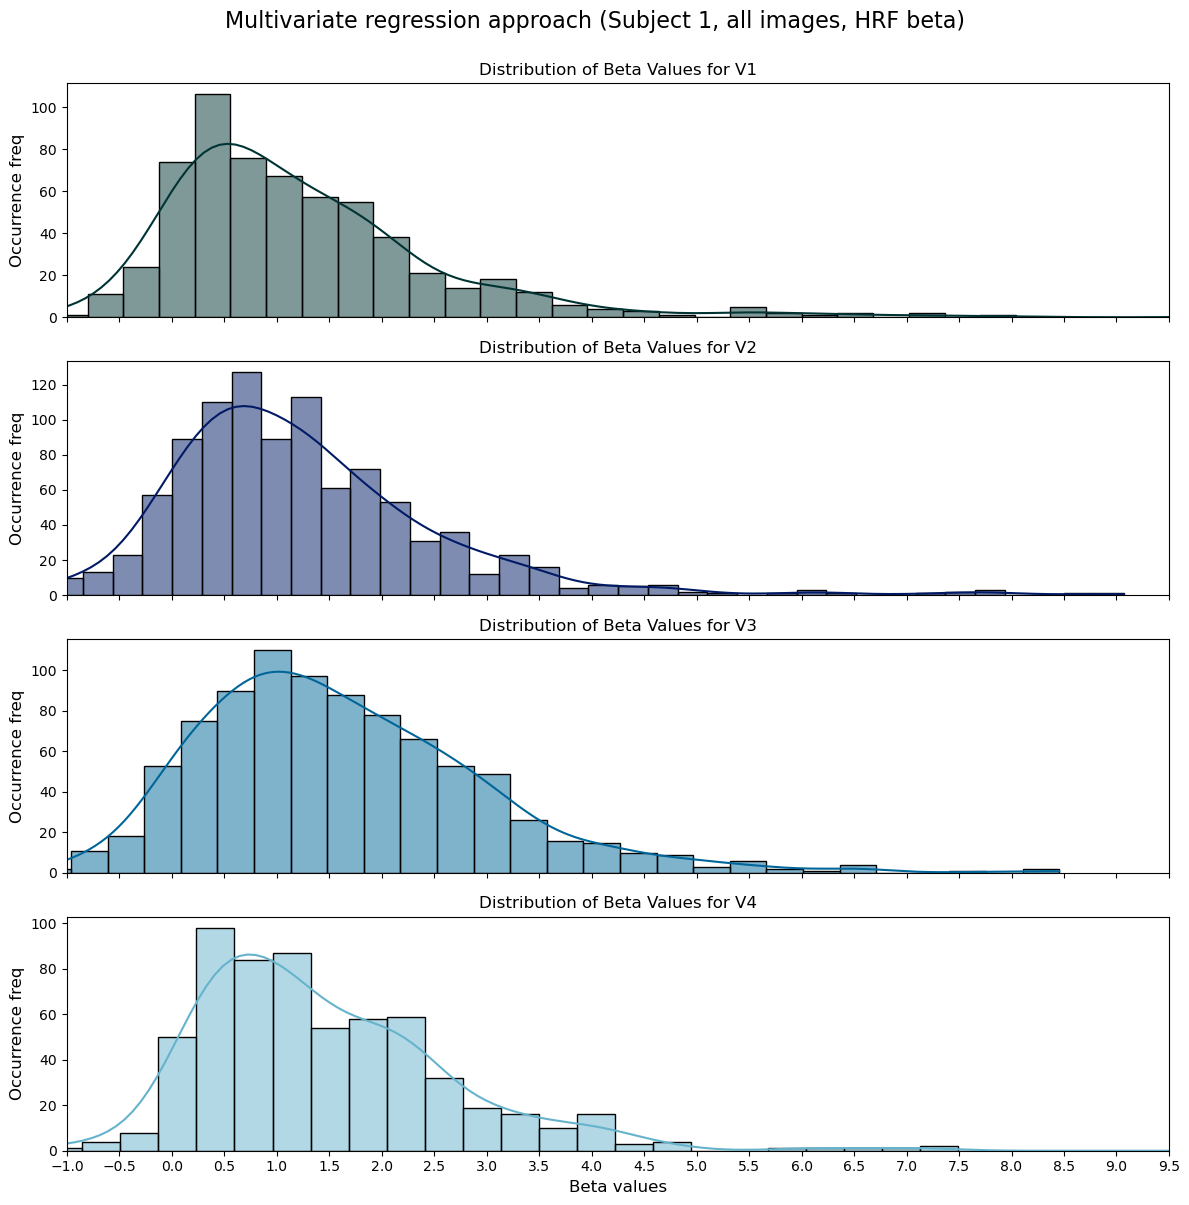 Multivariate regression approach (Subject 1, all images, HRF beta)
Distribution of Beta Values for V1
Occurrence freq
100
80
60
40
20
0
Distribution of Beta Values for V2
Occurrence freq
120
100
80
60
40
20
0
Distribution of Beta Values for V3
Occurrence freq
100
80
60
40
20
0
Distribution of Beta Values for V4
Occurrence freq
100
80
60
40
20
0
−1.0 −0.5 0.0 0.5 1.0 1.5 2.0 2.5 3.0 3.5 4.0 4.5 5.0 5.5 6.0 6.5 7.0 7.5 8.0 8.5 9.0 9.5
Beta values